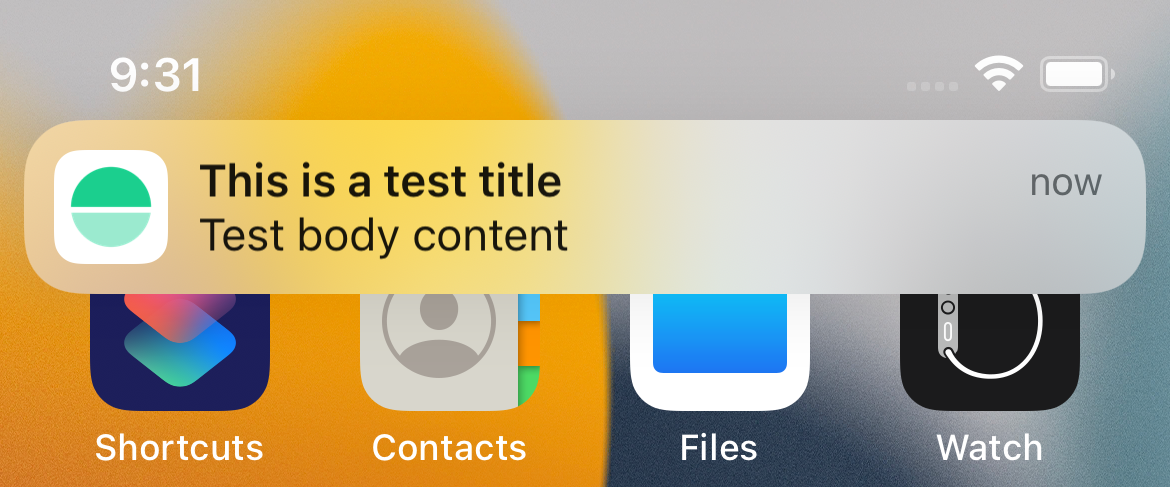 9:31
This is a test title
now
Test body content
Shortcuts
Contacts
Files
Watch